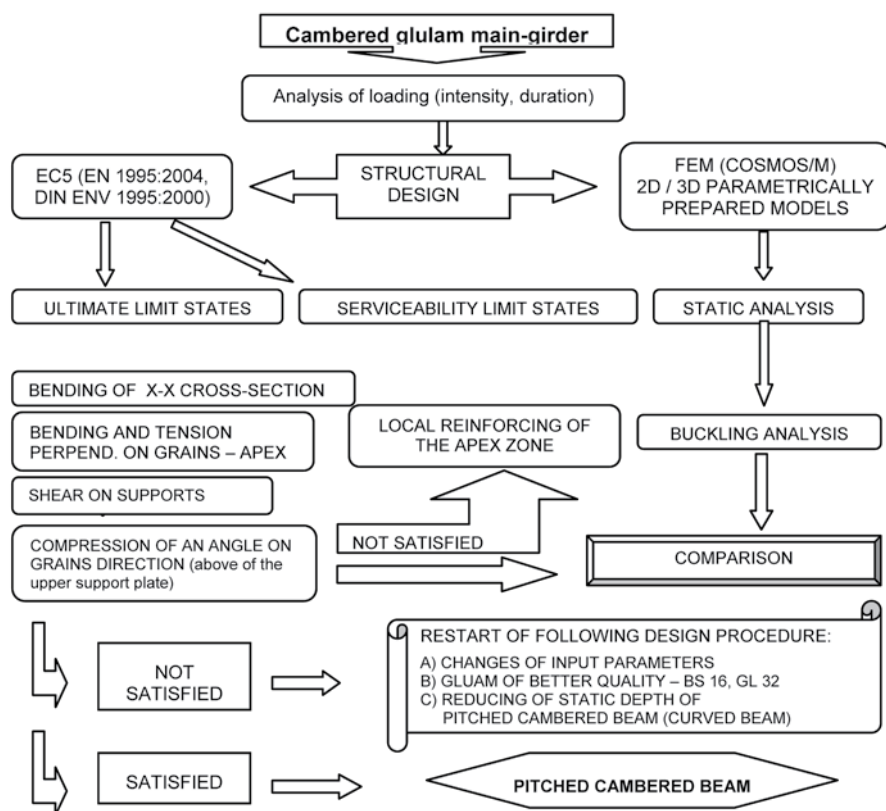 Cambered glulam main-girder
Analysis of loading (intensity, duration)
EC5 (EN 1995:2004,
DIN ENV 1995:2000)
STRUCTURAL
DESIGN
FEM (COSMOS/M)
2D / 3D PARAMETRICALLY
PREPARED MODELS
ULTIMATE LIMIT STATES
SERVICEABILITY LIMIT STATES
STATIC ANALYSIS
BENDING OF X-X CROSS-SECTION
BENDING AND TENSION
PERPEND. ON GRAINS – APEX
LOCAL REINFORCING OF
THE APEX ZONE
BUCKLING ANALYSIS
SHEAR ON SUPPORTS
COMPRESSION OF AN ANGLE ON
GRAINS DIRECTION (above of the
upper support plate)
NOT SATISFIED
COMPARISON
NOT
SATISFIED
RESTART OF FOLLOWING DESIGN PROCEDURE:
A) CHANGES OF INPUT PARAMETERS
B) GLUAM OF BETTER QUALITY – BS 16, GL 32
C) REDUCING OF STATIC DEPTH OF
PITCHED CAMBERED BEAM (CURVED BEAM)
SATISFIED
PITCHED CAMBERED BEAM